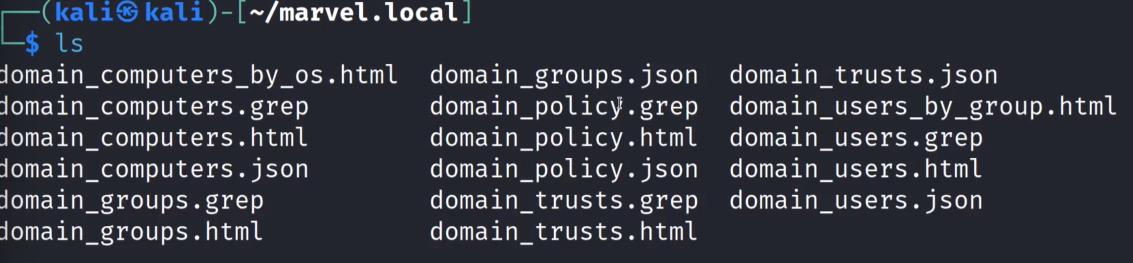 (kali㉿kali)-[~/marvel.local]
$ ls
domain_computers_by_os.html domain_groups.json domain_trusts.json
domain_computers.grep domain_policy.grep domain_users_by_group.html
domain_computers.html domain_policy.html domain_users.grep
domain_computers.json domain_policy.json domain_users.html
domain_groups.grep domain_trusts.grep domain_users.json
domain_groups.html domain_trusts.html